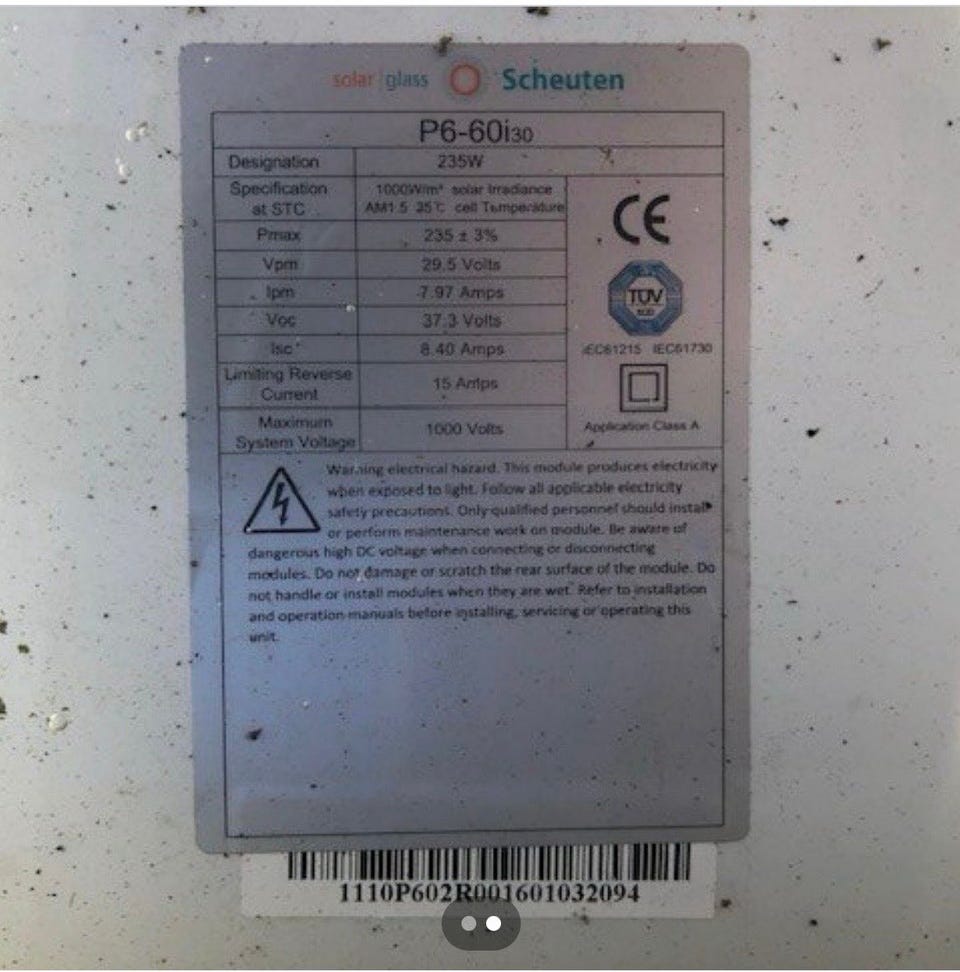 solar glass Scheuten
P6-60i30
Designation 235W
Specification at STC 1000W/m² solar Irradiance AM1.5 25℃ cell Temperature
Pmax 235 ± 3%
Vpm 29.5 Volts
Ipm 7.97 Amps
Voc 37.3 Volts
Isc 8.40 Amps
Limiting Reverse Current 15 Amps
Maximum System Voltage 1000 Volts
CE
TÜV
SÜD
IEC61215 IEC61730
Application Class A
Warning electrical hazard. This module produces electricity
when exposed to light. Follow all applicable electricity
safety precautions. Only qualified personnel should install
or perform maintenance work on module. Be aware of
dangerous high DC voltage when connecting or disconnecting
modules. Do not damage or scratch the rear surface of the module. Do
not handle or install modules when they are wet. Refer to installation
and operation manuals before installing, servicing or operating this
unit.
1110P602R001601032094